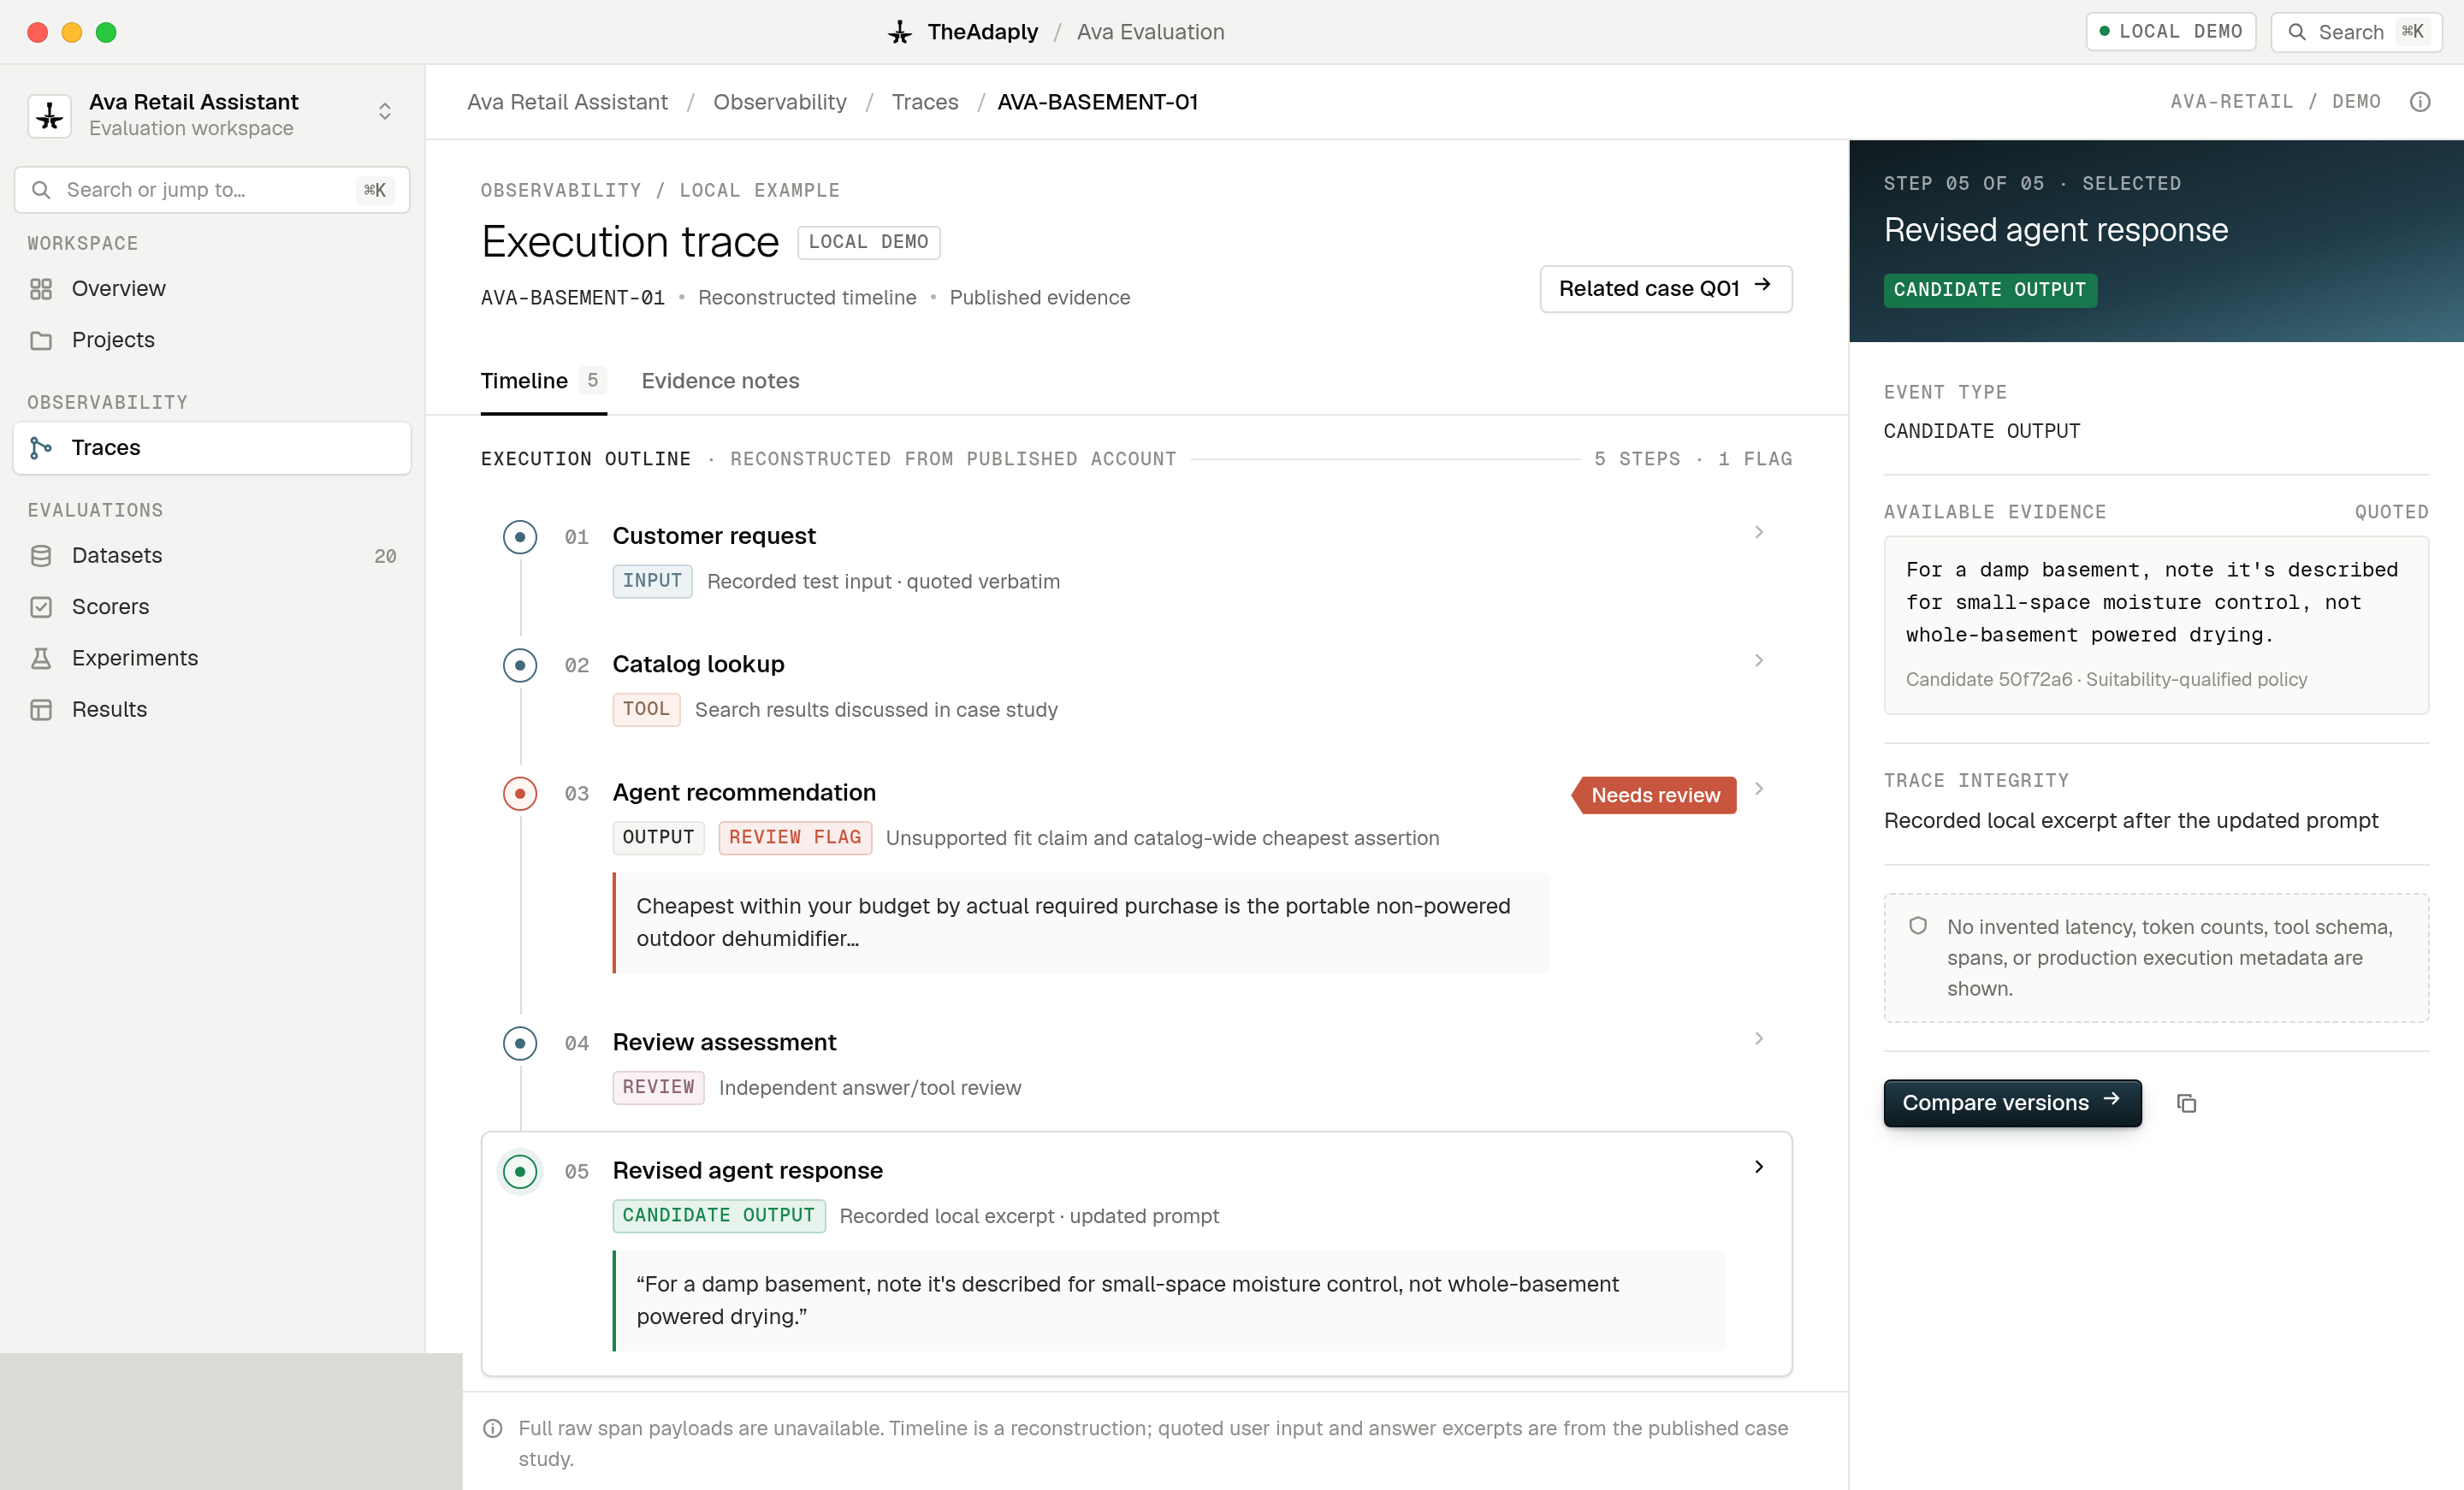 TheAdaply / Ava Evaluation
LOCAL DEMO
Search ⌘K
Ava Retail Assistant
Evaluation workspace
Search or jump to… ⌘K
WORKSPACE
Overview
Projects
OBSERVABILITY
Traces
EVALUATIONS
Datasets 20
Scorers
Experiments
Results
Ava Retail Assistant / Observability / Traces / AVA-BASEMENT-01
AVA-RETAIL / DEMO
OBSERVABILITY / LOCAL EXAMPLE
Execution trace LOCAL DEMO
AVA-BASEMENT-01 • Reconstructed timeline • Published evidence
Related case Q01 →
Timeline 5 Evidence notes
EXECUTION OUTLINE · RECONSTRUCTED FROM PUBLISHED ACCOUNT 5 STEPS · 1 FLAG
01 Customer request
INPUT Recorded test input · quoted verbatim
02 Catalog lookup
TOOL Search results discussed in case study
03 Agent recommendation Needs review
OUTPUT REVIEW FLAG Unsupported fit claim and catalog-wide cheapest assertion
Cheapest within your budget by actual required purchase is the portable non-powered
outdoor dehumidifier…
04 Review assessment
REVIEW Independent answer/tool review
05 Revised agent response
CANDIDATE OUTPUT Recorded local excerpt · updated prompt
“For a damp basement, note it's described for small-space moisture control, not whole-basement
powered drying.”
Full raw span payloads are unavailable. Timeline is a reconstruction; quoted user input and answer excerpts are from the published case
study.
STEP 05 OF 05 · SELECTED
Revised agent response
CANDIDATE OUTPUT
EVENT TYPE
CANDIDATE OUTPUT
AVAILABLE EVIDENCE QUOTED
For a damp basement, note it's described
for small-space moisture control, not
whole-basement powered drying.
Candidate 50f72a6 · Suitability-qualified policy
TRACE INTEGRITY
Recorded local excerpt after the updated prompt
No invented latency, token counts, tool schema,
spans, or production execution metadata are
shown.
Compare versions →